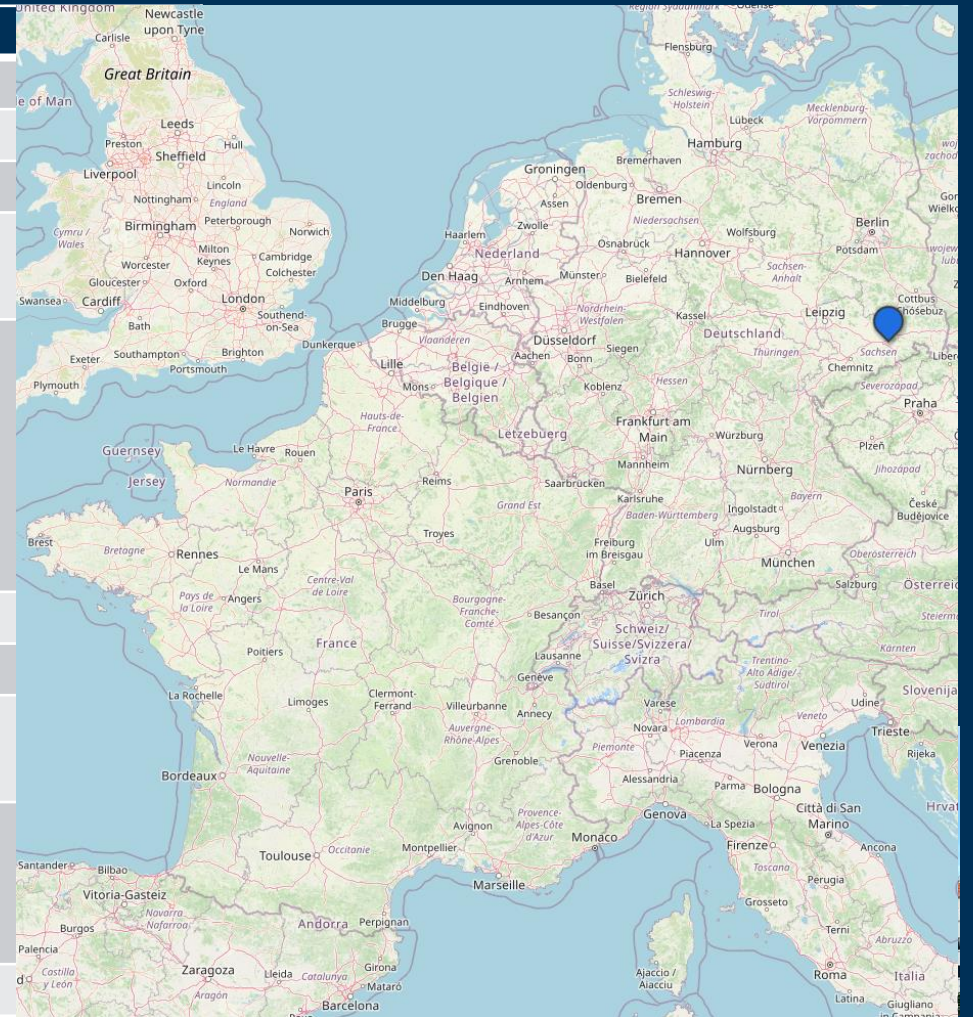 United Kingdom
Newcastle
upon Tyne
Carlisle
Great Britain
Flensburg
Schleswig-
Holstein
Mecklenburg-
Vorpommern
Lübeck
Hamburg
le of Man
Leeds
Preston
Hull
Sheffield
Liverpool
Lincoln
Nottingham
England
Groningen
Bremerhaven
Oldenburg
Assen
Bremen
Peterborough
Birmingham
Norwich
Cymru /
Wales
Haarlem
Zwolle
Niedersachsen
Wolfsburg
Berlin
Milton
Keynes
Worcester
Cambridge
Colchester
Nederland
Osnabrück
Hannover
Potsdam
Gloucester
Oxford
Den Haag
Arnhem
Münster
Bielefeld
Sachsen-
Anhalt
Swansea
Cardiff
London
Middelburg
Eindhoven
Nordrhein
Westfalen
Kassel
Leipzig
Cottbus
Chóśebuz
Bath
Southend-
on-Sea
Brugge
Vlaanderen
Düsseldorf
Deutschland
Exeter
Southampton
Brighton
Dunkerque
Aachen
Bonn
Siegen
Thüringen
Sachsen
Portsmouth
Lille
België /
Belgique /
Belgien
Chemnitz
Plymouth
Mons
Koblenz
Hessen
Severozápad
Praha
Hauts-de-
France
Letzebuerg
Frankfurt am
Main
Würzburg
Guernsey
Le Havre
Rouen
Mannheim
Nürnberg
Plzeň
Jihozápad
Jersey
Normandie
Paris
Reims
Saarbrücken
Grand Est
Karlsruhe
Baden-Württemberg
Bayern
Ingolstadt
České
Budějovice
Brest
Bretagne
Rennes
Troyes
Augsburg
Ulm
Freiburg
im Breisgau
München
Oberösterreich
Le Mans
Centre-Val
de Loire
Basel
Salzburg
Österreic
Pays de
la Loire
Angers
Bourgogne-
Franche-
Comté
Besançon
Zürich
Tirol
Steierm
Poitiers
France
Schweiz/
Suisse/Svizzera/
Svizra
Kärnten
Lausanne
Trentino-
Alto Adige/
Südtirol
Genève
Slovenija
La Rochelle
Limoges
Clermont-
Ferrand
Villeurbanne
Annecy
Varese
Udine
Auvergne-
Rhône-Alpes
Novara
Lombardia
Veneto
Trieste
Nouvelle-
Aquitaine
Grenoble
Piemonte
Piacenza
Verona
Venezia
Rijeka
Bordeaux
Alessandria
Parma
Bologna
Hrvat
Provence-
Alpes-Côte
d'Azur
Genova
Città di San
Marino
Avignon
La Spezia
Toulouse
Occitanie
Montpellier
Monaco
Firenze
Ancona
Santander
Bilbao
Marseille
Toscana
Perugia
Vitoria-Gasteiz
Navarra
Nafarroa
Grosseto
Burgos
Andorra
Perpignan
Terni
Abruzzo
Palencia
Castilla
y León
Zaragoza
Aragón
Lleida
Catalunya
Girona
Mataró
Barcelona
Ajaccio /
Aiacciu
Roma
Italia
Latina
Giugliano